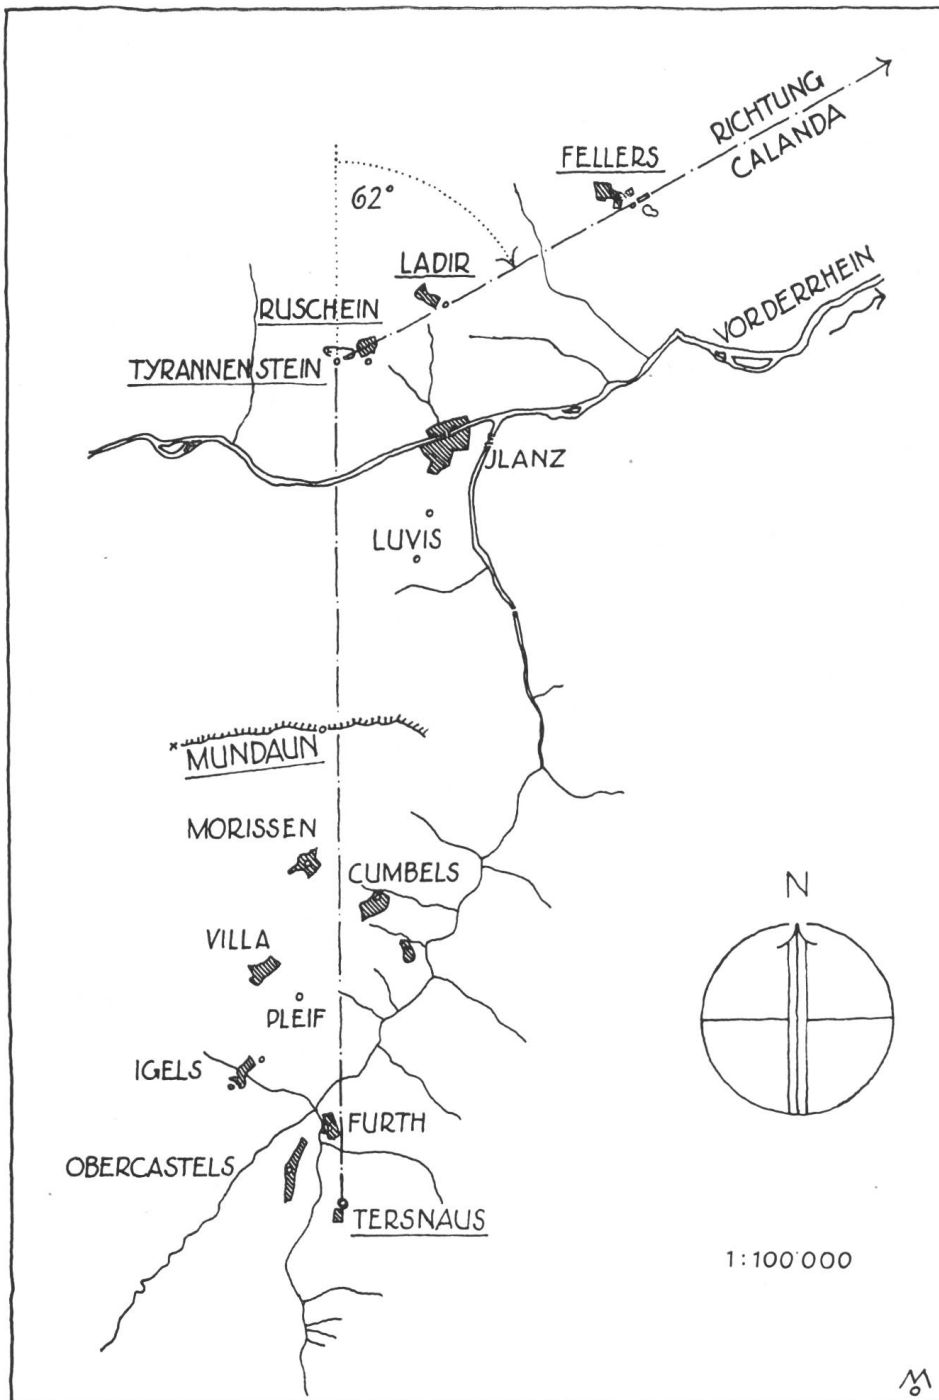 RICHTUNG
CALANDA
FELLERS
62°
LADIR
RUSCHEIN
VORDERRHEIN
TYRANNENSTEIN
JLANZ
LUVIS
MUNDAUN
MORISSEN
CUMBELS
N
VILLA
PLEIF
IGELS
FURTH
OBERCASTELS
TERSNAUS
1:100'000